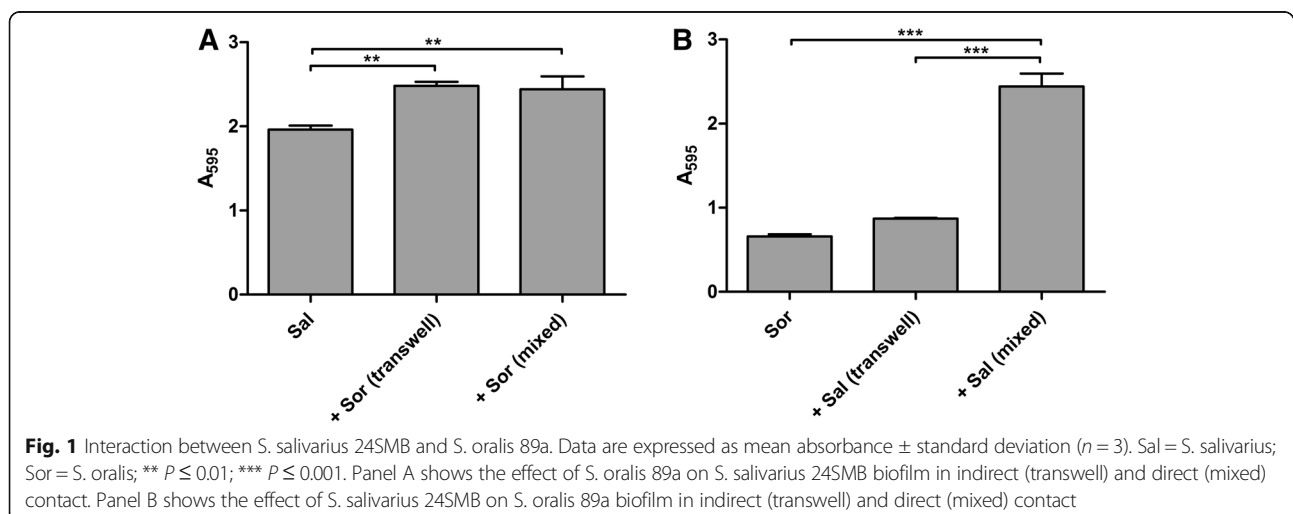 A
B
3
2
1
0
A595
**
**
Sal
+ Sor (transwell)
+ Sor (mixed)
3
2
1
0
A595
***
***
Sor
+ Sal (transwell)
+ Sal (mixed)
Fig. 1 Interaction between S. salivarius 24SMB and S. oralis 89a. Data are expressed as mean absorbance ± standard deviation (n = 3). Sal = S. salivarius;
Sor = S. oralis; ** P ≤ 0.01; *** P ≤ 0.001. Panel A shows the effect of S. oralis 89a on S. salivarius 24SMB biofilm in indirect (transwell) and direct (mixed)
contact. Panel B shows the effect of S. salivarius 24SMB on S. oralis 89a biofilm in indirect (transwell) and direct (mixed) contact